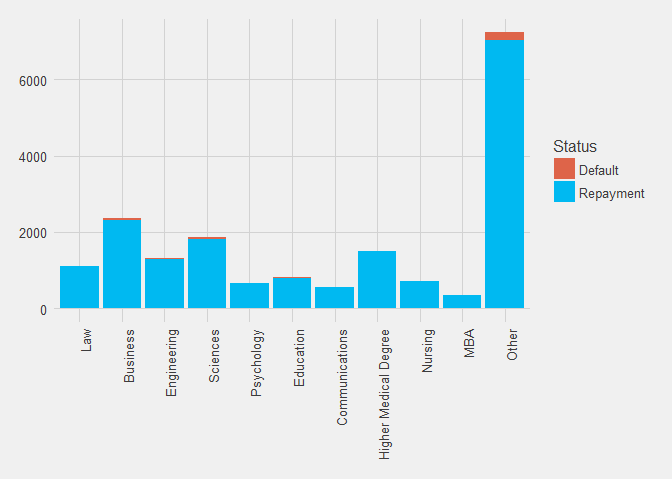 6000
4000
2000
0
Law
Business
Engineering
Sciences
Psychology
Education
Communications
Higher Medical Degree
Nursing
MBA
Other
Status
Default
Repayment